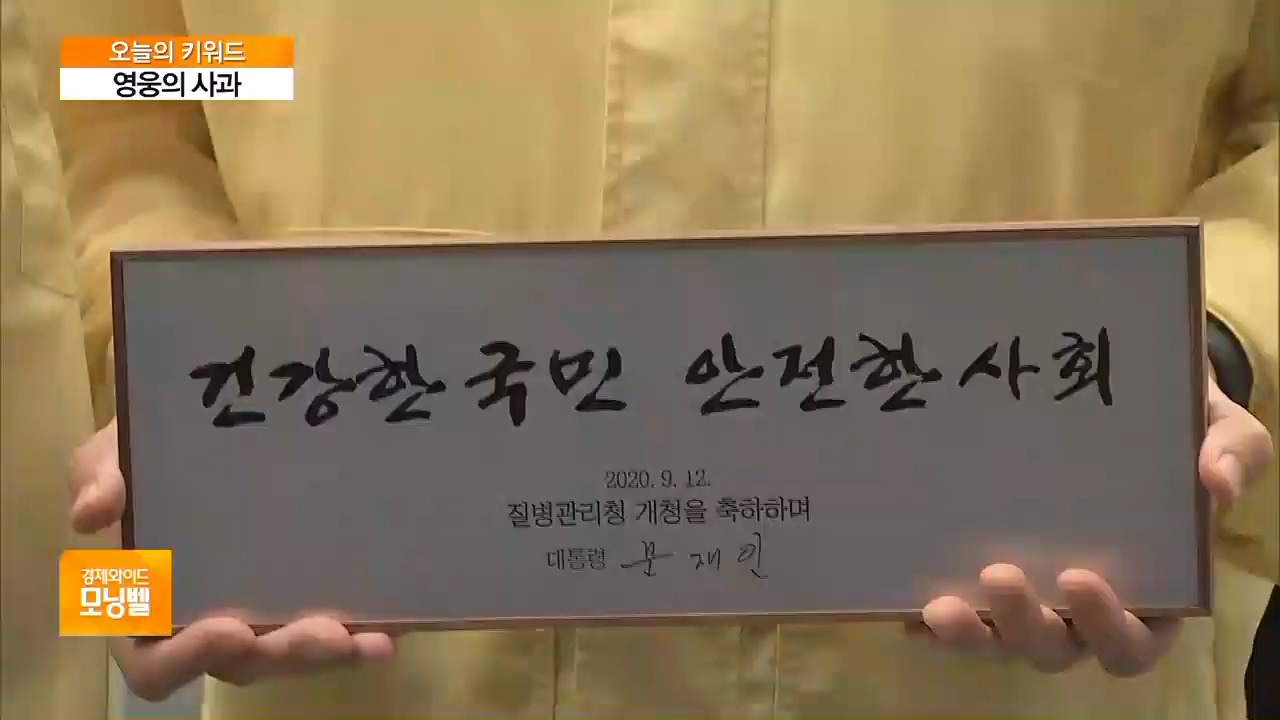 오늘의 키워드
영웅의 사과
건강한 국민 안전한 사회
2020. 9. 12.
질병관리청 개청을 축하하며
대통령 문재인
경제와이드
모닝벨